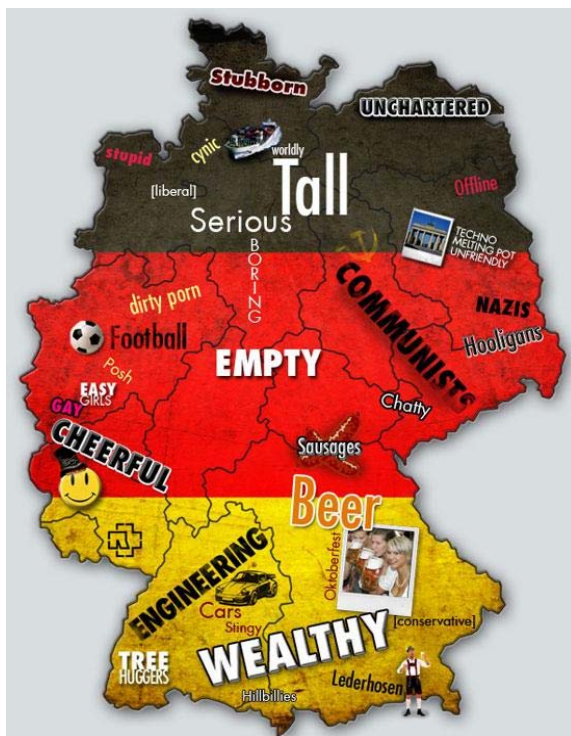 Stubborn
UNCHARTERED
stupid
cynic
worldly
Tall
[liberal]
Offline
Serious
TECHNO
MELTING POT
UNFRIENDLY
BORING
COMMUNISTS
dirty porn
NAZIS
Football
Hooligans
EMPTY
Posh
EASY
GIRLS
GAY
Chatty
CHEERFUL
Sausages
Beer
Oktoberfest
ENGINEERING
Cars
Stingy
[conservative]
WEALTHY
TREE
HUGGERS
Lederhosen
Hillbillies